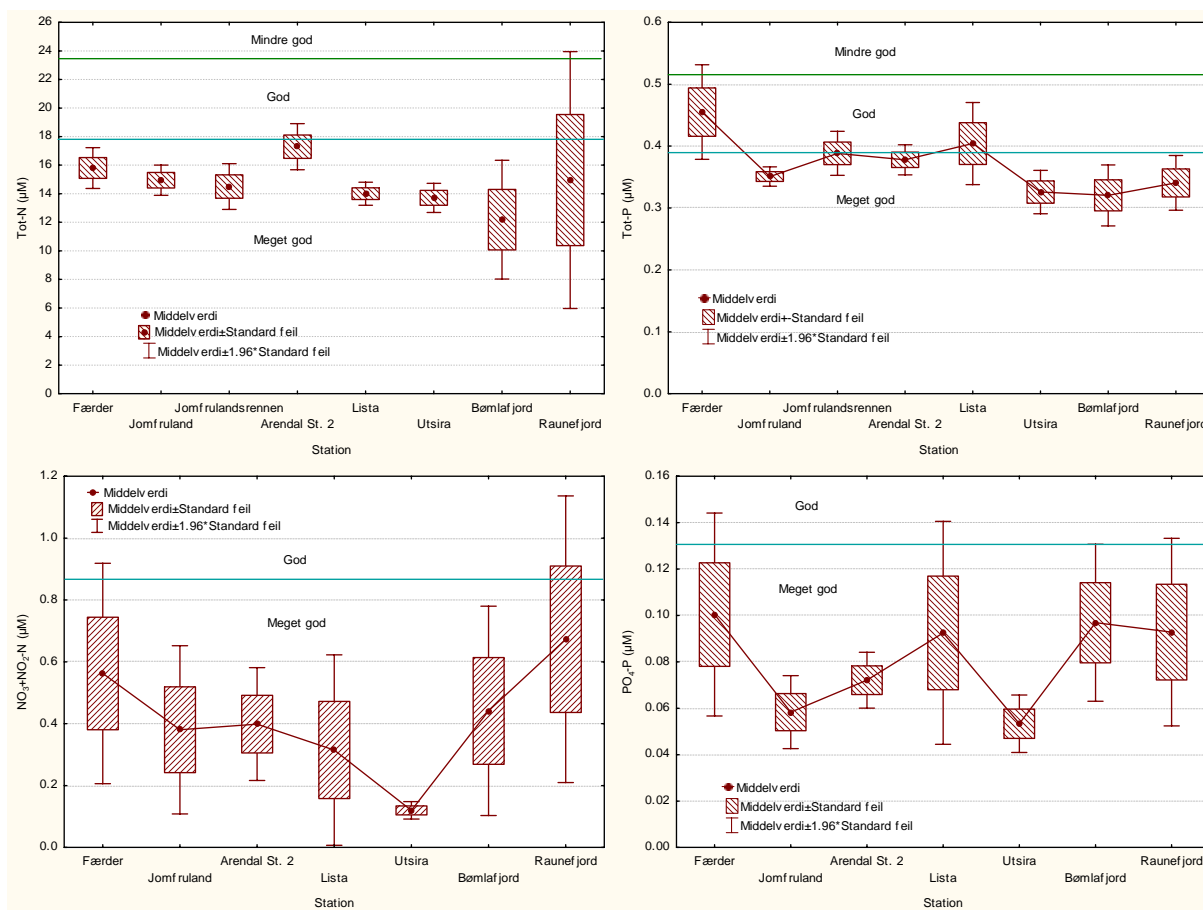 26
24
22
20
18
16
14
12
10
8
6
4
2
0
Tot-N (µM)
Mindre god
God
Meget god
Middelverdi
Middelverdi±Standard feil
Middelverdi±1.96*Standard feil
Færder Jomfrulandsrennen Lista Bømlafjord
Jomfruland Arendal St. 2 Utsira Raunefjord
Station
0.6
0.5
0.4
0.3
0.2
0.1
0.0
Tot-P (µM)
Mindre god
God
Meget god
Middelverdi
Middelverdi+-Standard feil
Middelverdi±1.96*Standard feil
Færder Jomfrulandsrennen Lista Bømlafjord
Jomfruland Arendal St. 2 Utsira Raunefjord
Station
1.2
1.0
0.8
0.6
0.4
0.2
0.0
NO3+NO2-N (µM)
Middelverdi
Middelverdi±Standard feil
Middelverdi±1.96*Standard feil
God
Meget god
Færder Arendal St. 2 Utsira Raunefjord
Jomfruland Lista Bømlafjord
Station
0.16
0.14
0.12
0.10
0.08
0.06
0.04
0.02
0.00
PO4-P (µM)
God
Meget god
Middelverdi
Middelverdi±Standard feil
Middelverdi±1.96*Standard feil
Færder Arendal St. 2 Utsira Raunefjord
Jomfruland Lista Bømlafjord
Station